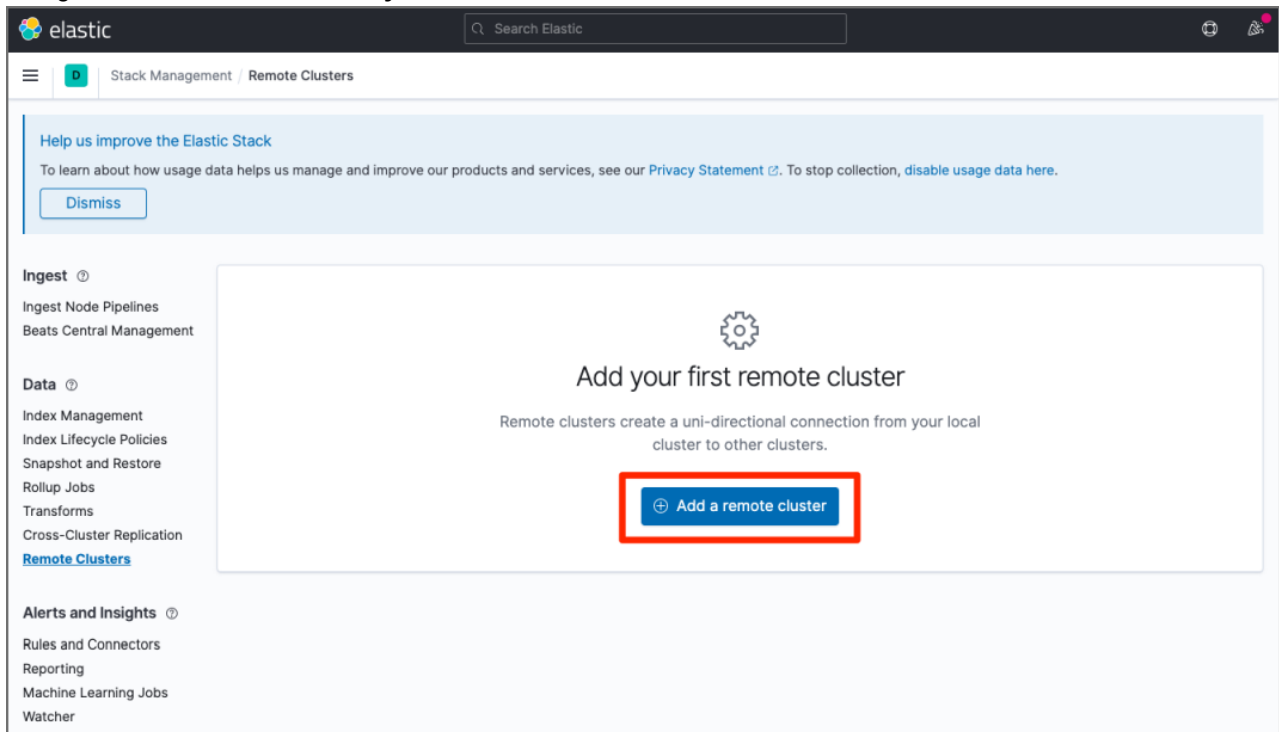 elastic
Search Elastic
D
Stack Management / Remote Clusters
Help us improve the Elastic Stack
To learn about how usage data helps us manage and improve our products and services, see our Privacy Statement. To stop collection, disable usage data here.
Dismiss
Ingest
Ingest Node Pipelines
Beats Central Management
Data
Index Management
Index Lifecycle Policies
Snapshot and Restore
Rollup Jobs
Transforms
Cross-Cluster Replication
Remote Clusters
Alerts and Insights
Rules and Connectors
Reporting
Machine Learning Jobs
Watcher
Add your first remote cluster
Remote clusters create a uni-directional connection from your local
cluster to other clusters.
Add a remote cluster